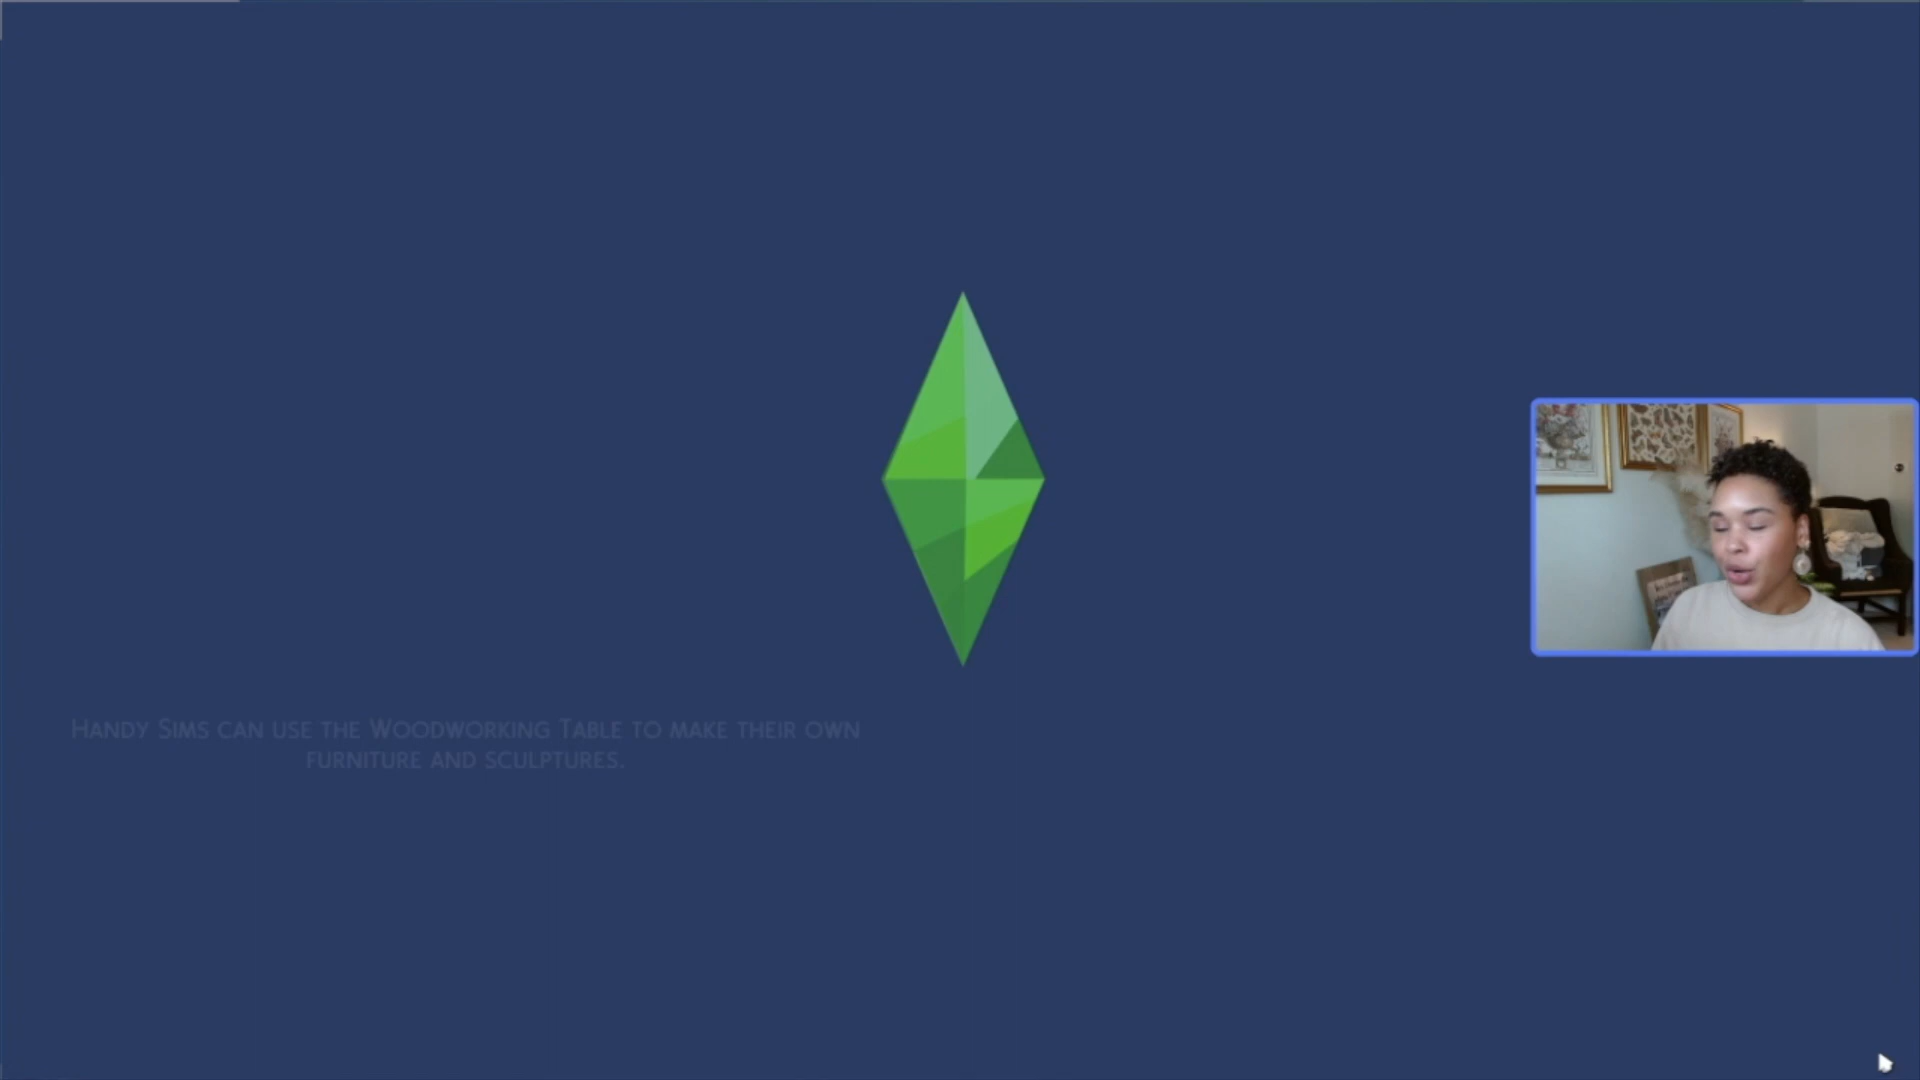 Handy Sims can use the Woodworking Table to make their own
furniture and sculptures.